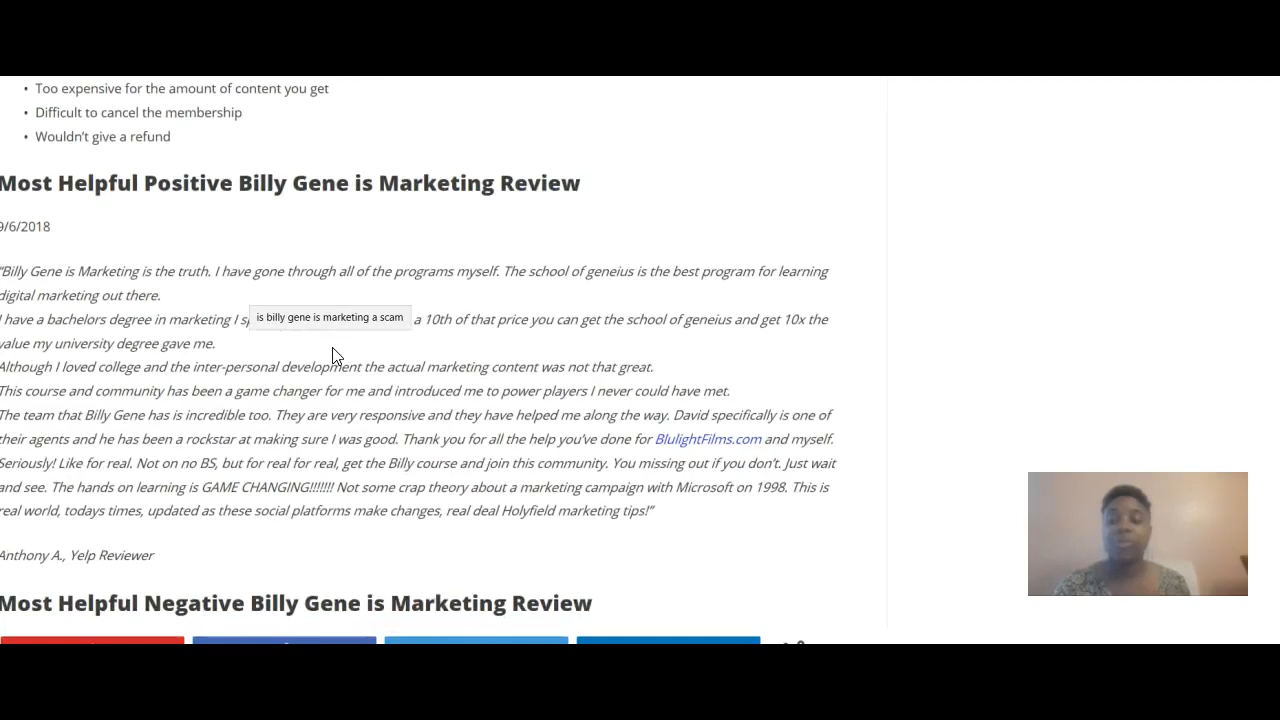 • Too expensive for the amount of content you get
• Difficult to cancel the membership
• Wouldn't give a refund
Most Helpful Positive Billy Gene is Marketing Review
9/6/2018
"Billy Gene is Marketing is the truth. I have gone through all of the programs myself. The school of geneius is the best program for learning
digital marketing out there.
I have a bachelors degree in marketing I a 10th of that price you can get the school of geneius and get 10x the
is billy gene is marketing a scam
value my university degree gave me.
Although I loved college and the inter-personal development the actual marketing content was not that great.
This course and community has been a game changer for me and introduced me to power players I never could have met.
The team that Billy Gene has is incredible too. They are very responsive and they have helped me along the way. David specifically is one of
their agents and he has been a rockstar at making sure I was good. Thank you for all the help you've done for BlulightFilms.com and myself.
Seriously! Like for real. Not on no BS, but for real for real, get the Billy course and join this community. You missing out if you don't. Just wait
and see. The hands on learning is GAME CHANGING!!!!!!! Not some crap theory about a marketing campaign with Microsoft on 1998. This is
real world, todays times, updated as these social platforms make changes, real deal Holyfield marketing tips!"
Anthony A., Yelp Reviewer
Most Helpful Negative Billy Gene is Marketing Review